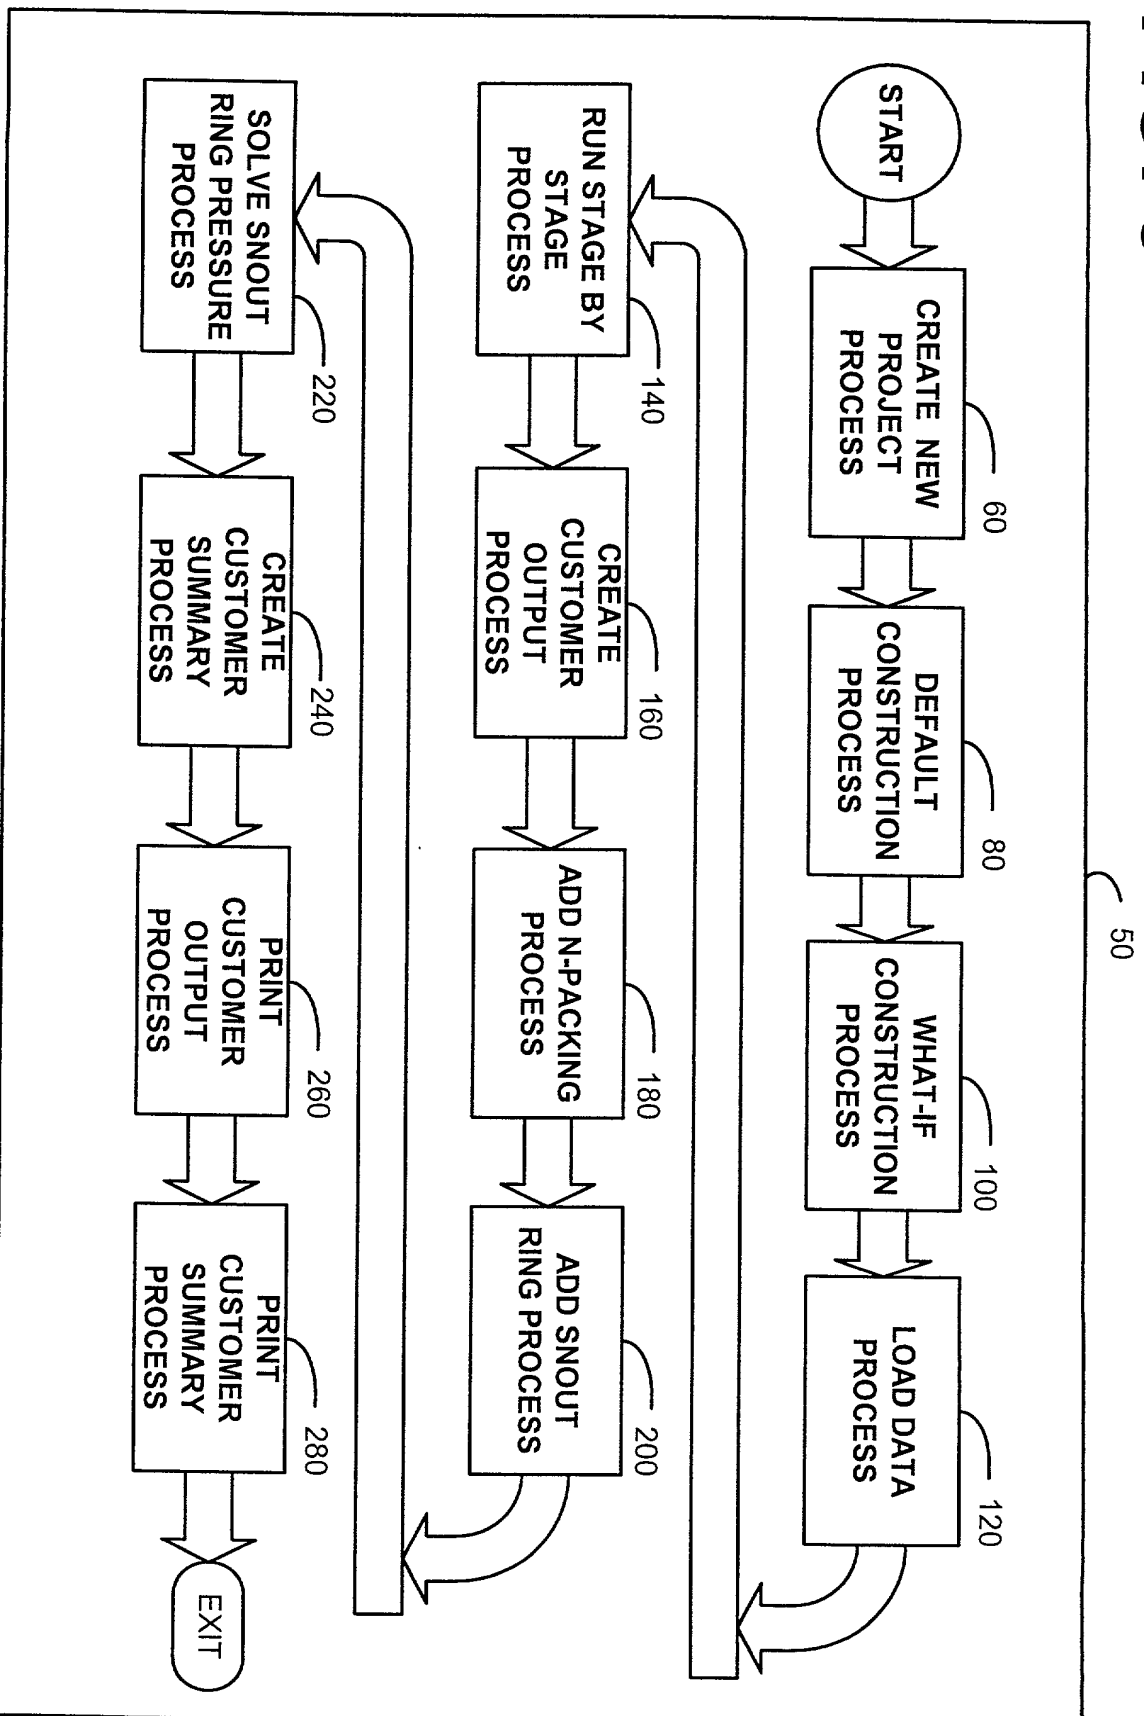 50
START
CREATE NEW
PROJECT
PROCESS
60
DEFAULT
CONSTRUCTION
PROCESS
80
WHAT-IF
CONSTRUCTION
PROCESS
100
LOAD DATA
PROCESS
120
RUN STAGE BY
STAGE
PROCESS
140
CREATE
CUSTOMER
OUTPUT
PROCESS
160
ADD N-PACKING
PROCESS
180
ADD SNOUT
RING PROCESS
200
SOLVE SNOUT
RING PRESSURE
PROCESS
220
CREATE
CUSTOMER
SUMMARY
PROCESS
240
PRINT
CUSTOMER
OUTPUT
PROCESS
260
PRINT
CUSTOMER
SUMMARY
PROCESS
280
EXIT